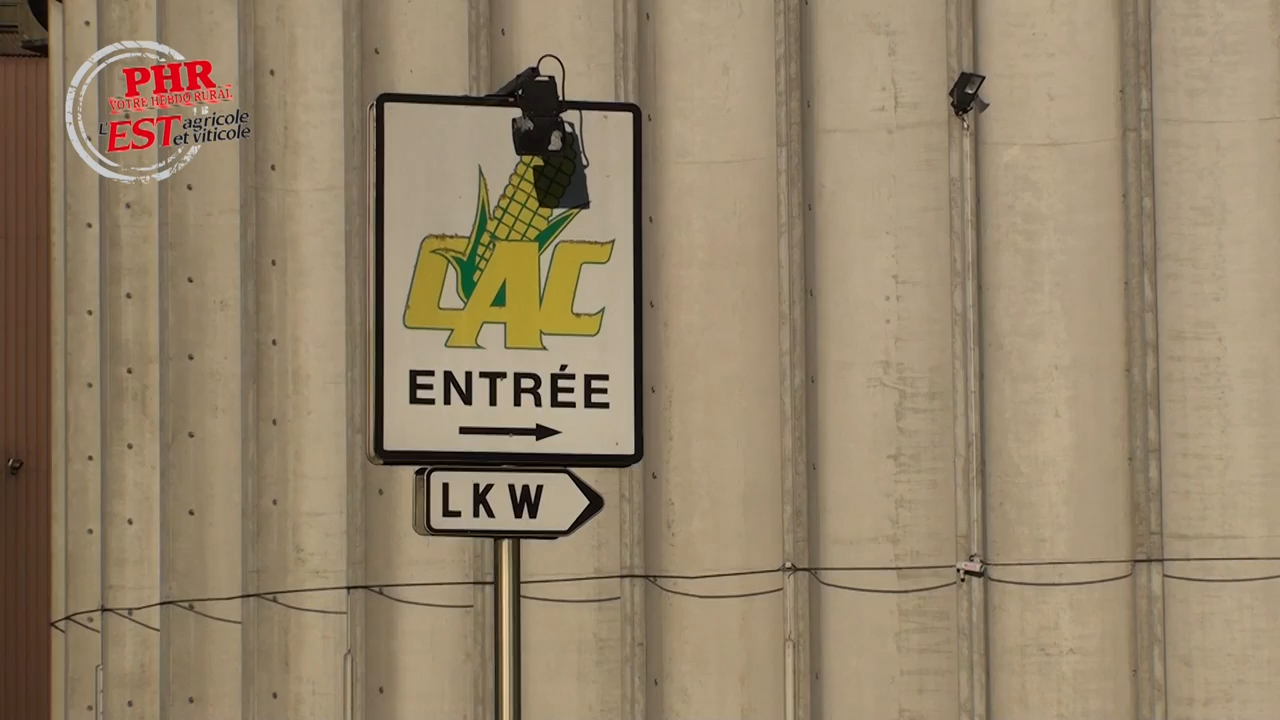 PHR
VOTRE HEBDO RURAL
L'EST agricole
et viticole
CAC
ENTRÉE
LKW